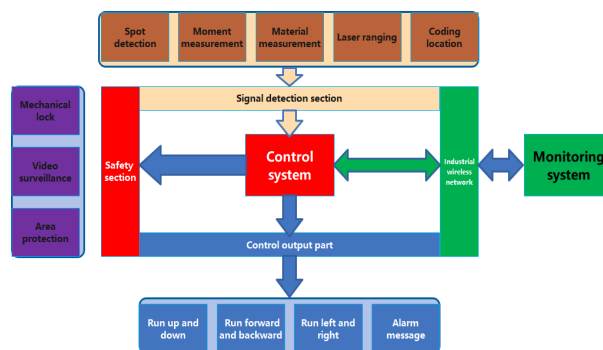 Spot
detection
Moment
measurement
Material
measurement
Laser ranging
Coding
location
Signal detection section
Mechanical
lock
Video
surveillance
Area
protection
Safety
section
Control
system
Industrial
wireless
network
Monitoring
system
Control output part
Run up and
down
Run forward
and backward
Run left and
right
Alarm
message